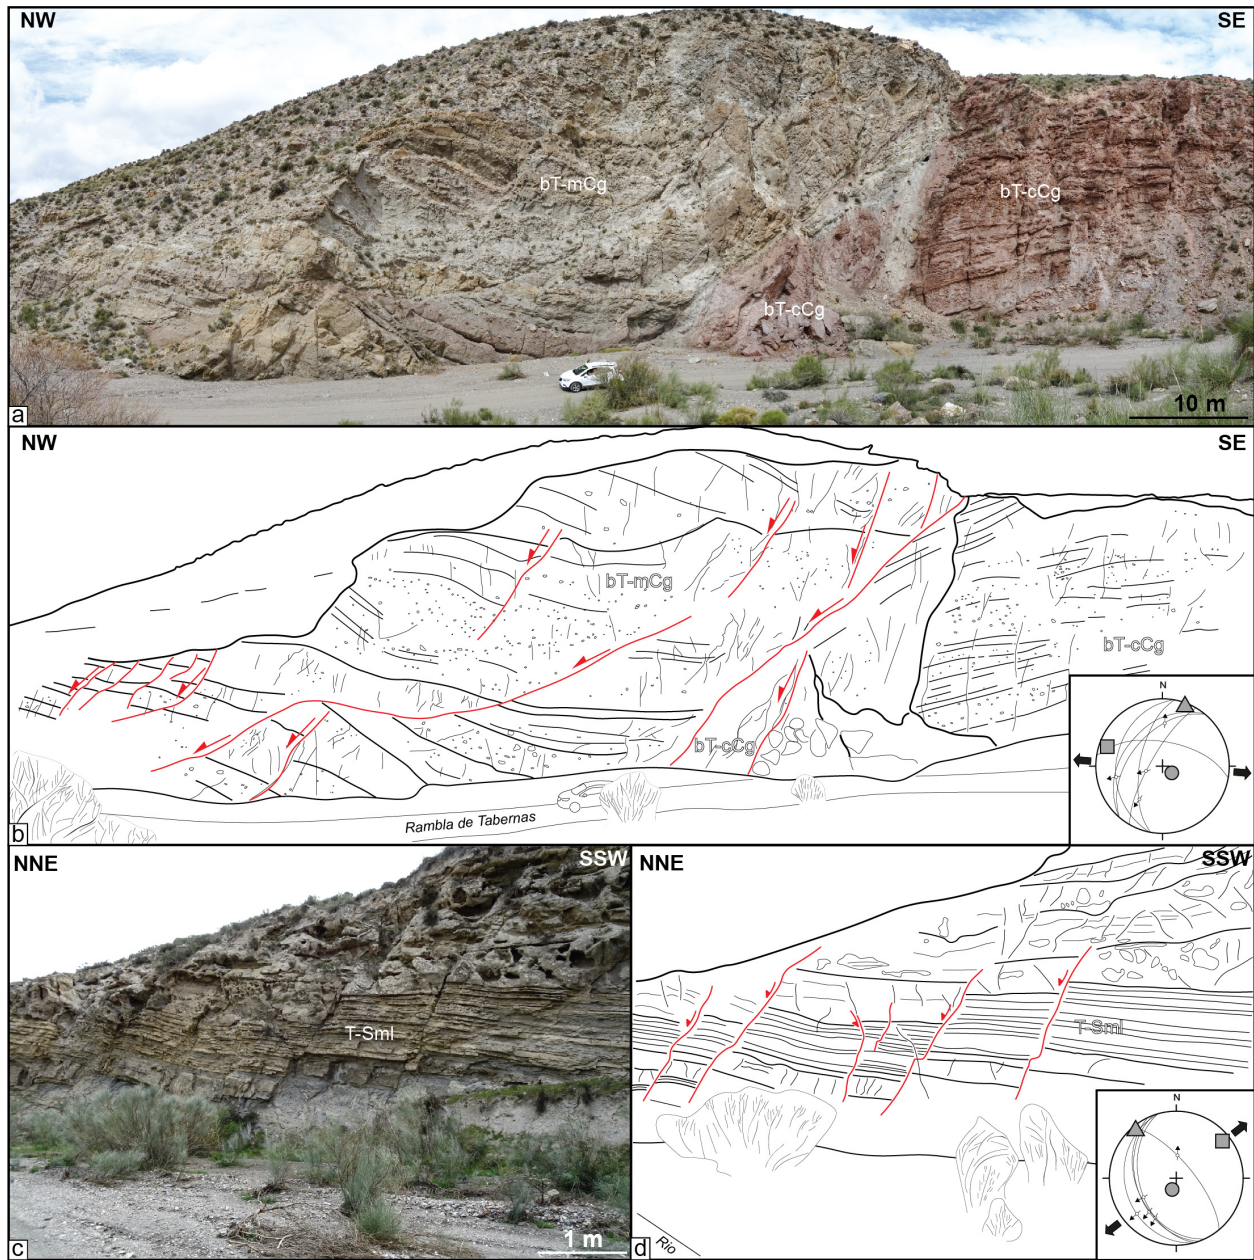 NW
SE
bT-mCg
bT-cCg
bT-cCg
10 m
a
NW
SE
bT-mCg
bT-cCg
bT-cCg
N
Rambla de Tabernas
b
NNE
SSW
T-Sml
1 m
c
NNE
SSW
T-Sml
N
Rio
d